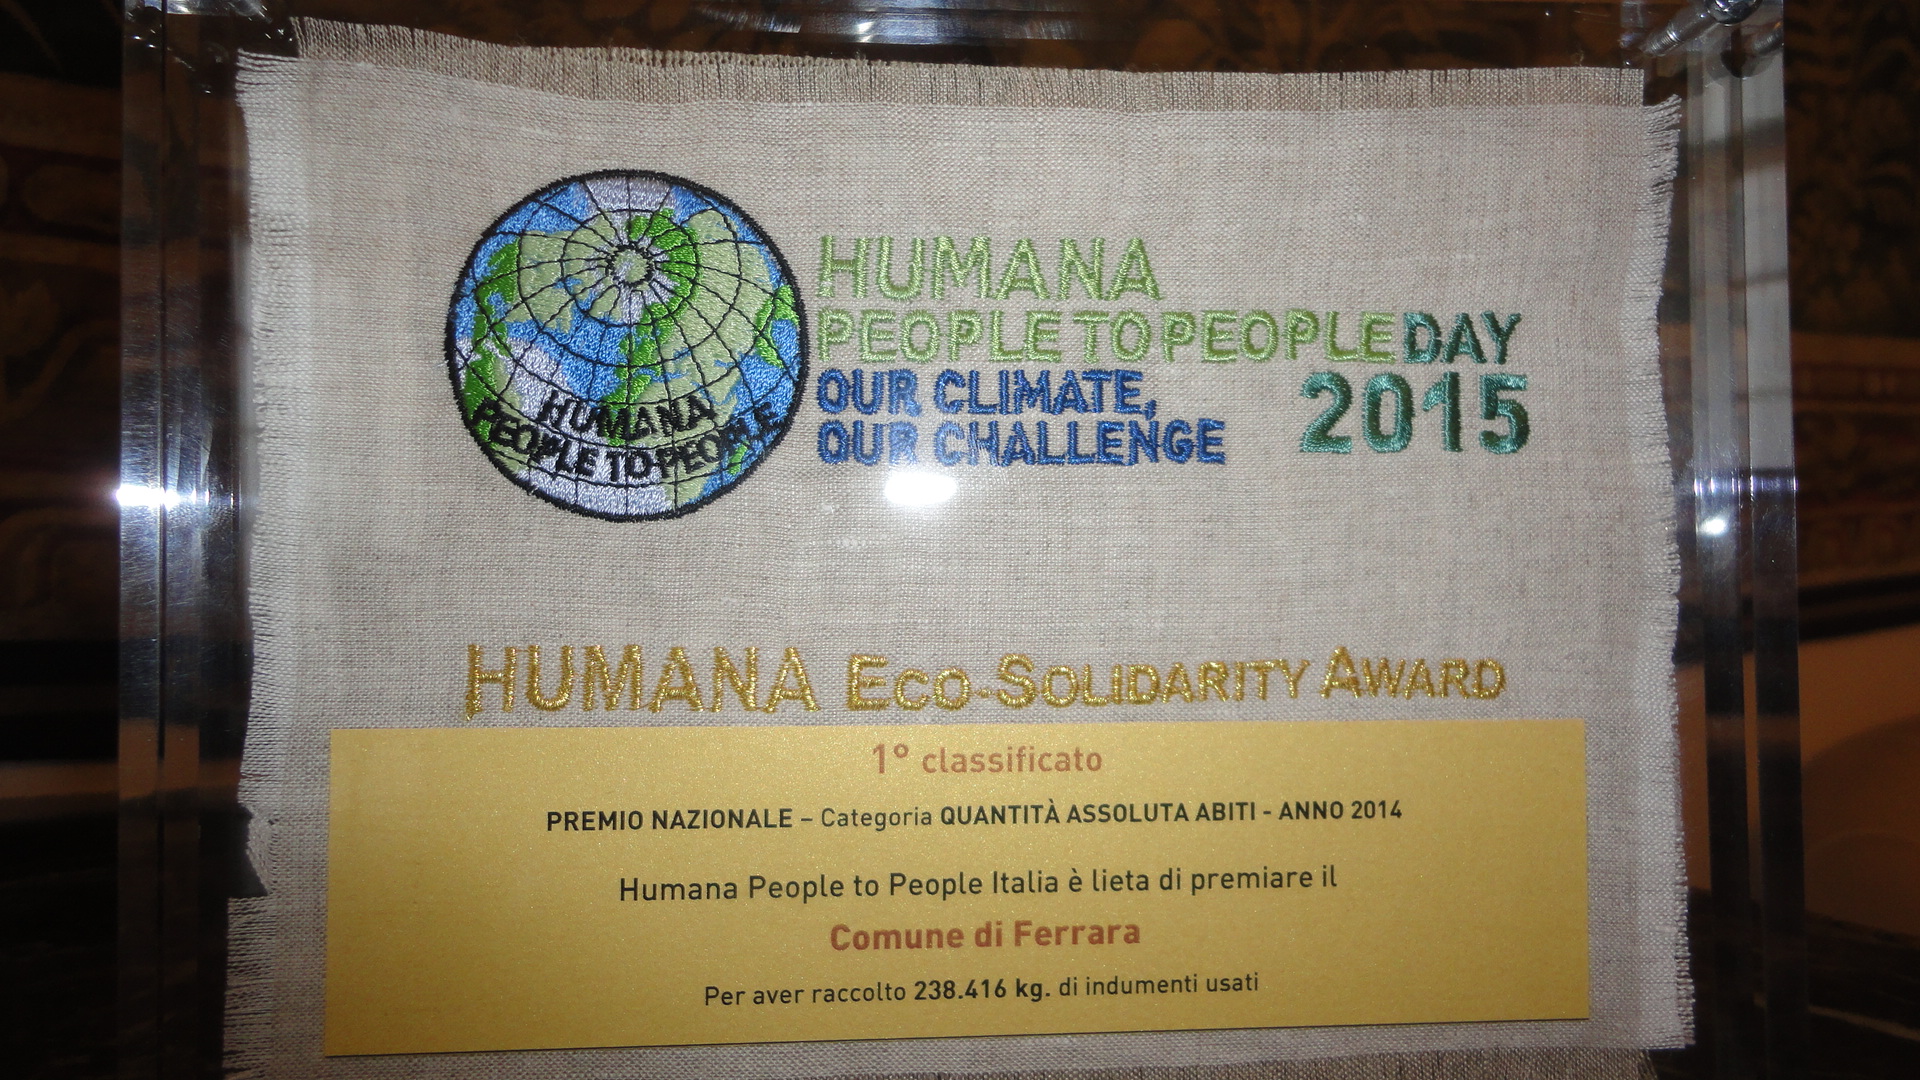 HUMANA
PEOPLE TO PEOPLE
HUMANA
PEOPLE TO PEOPLE DAY
OUR CLIMATE,
OUR CHALLENGE 2015
HUMANA ECO-SOLIDARITY AWARD
1° classificato
PREMIO NAZIONALE – Categoria QUANTITÀ ASSOLUTA ABITI - ANNO 2014
Humana People to People Italia è lieta di premiare il
Comune di Ferrara
Per aver raccolto 238.416 kg. di indumenti usati